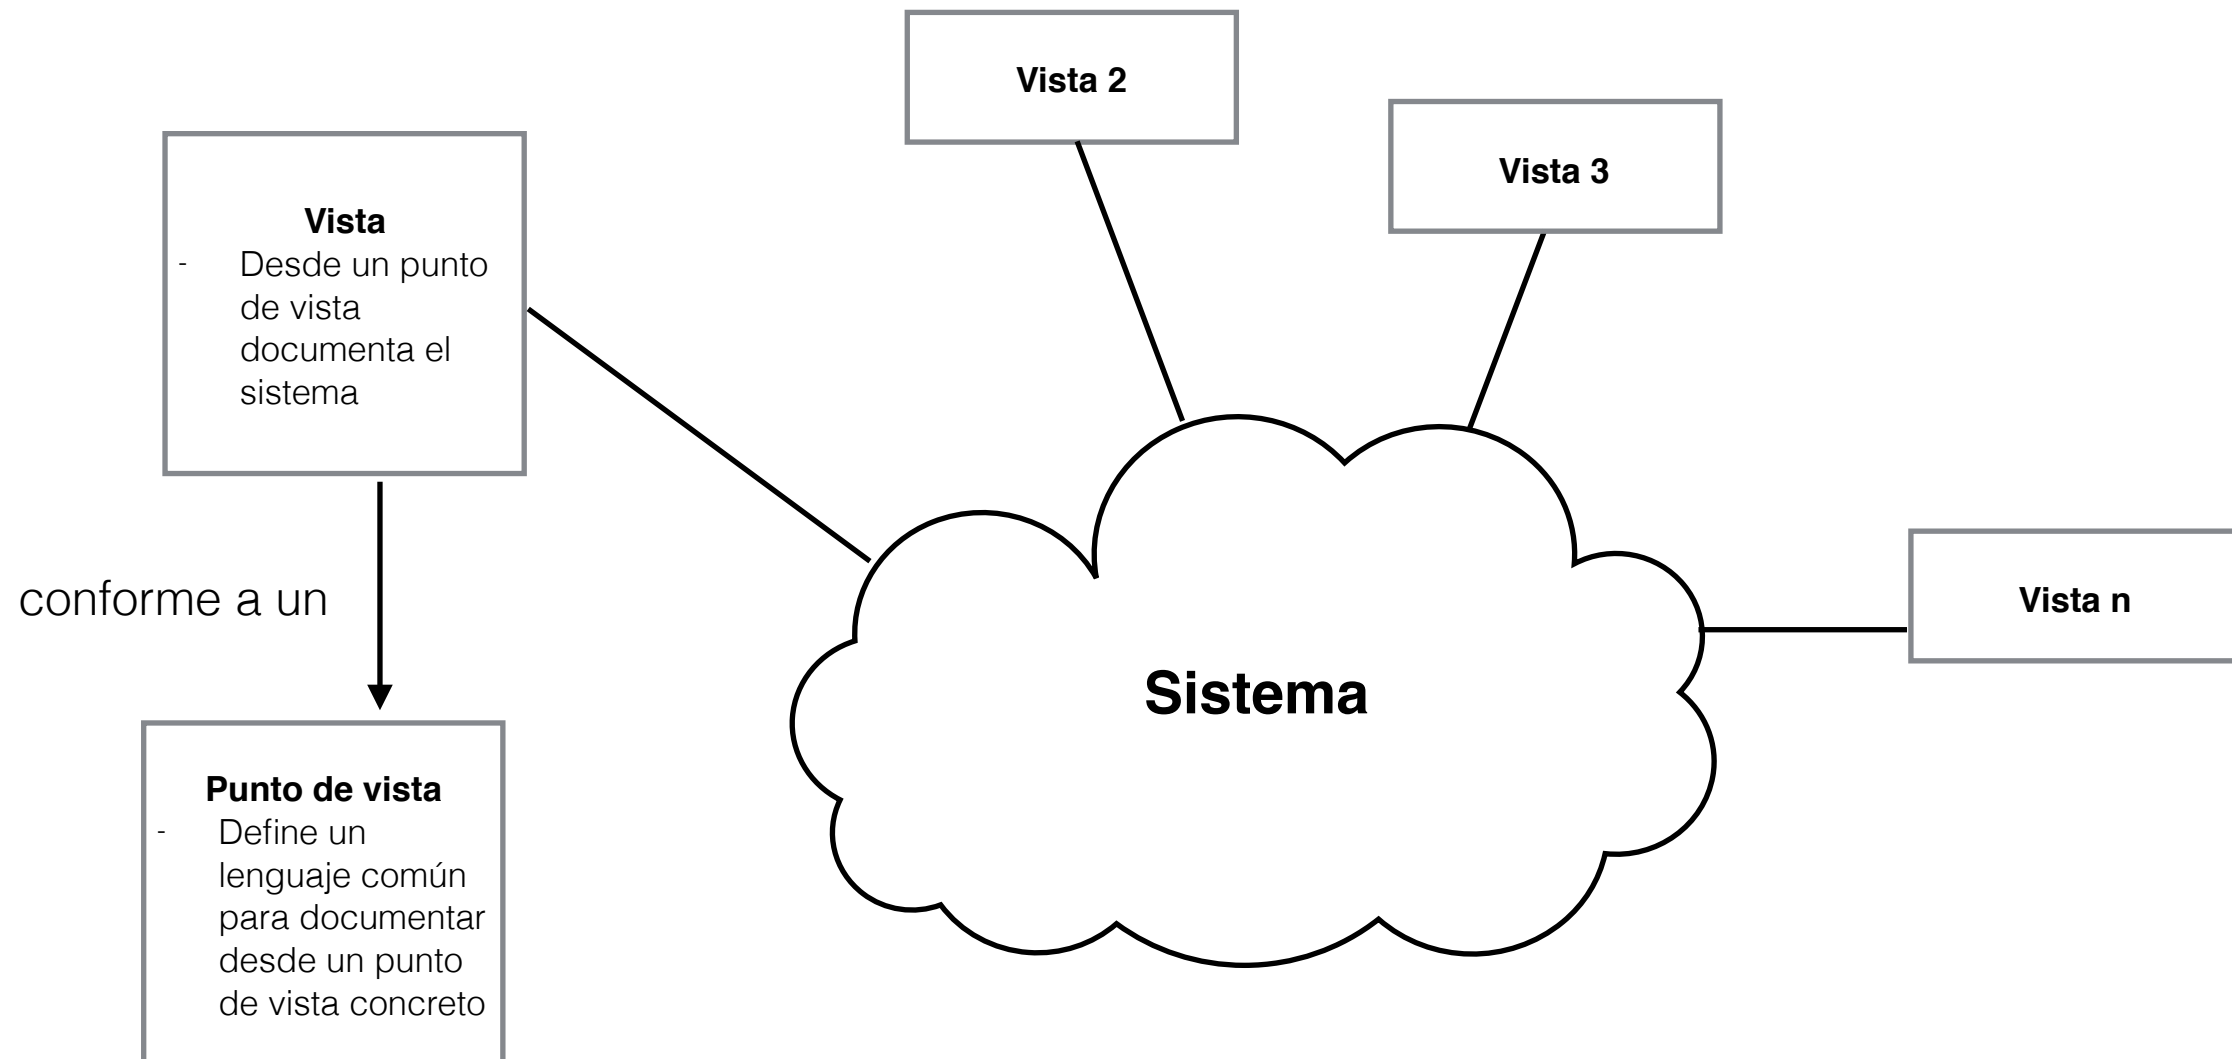 Vista 2
Vista 3
Vista
- Desde un punto
de vista
documenta el
sistema
conforme a un
Vista n
Sistema
Punto de vista
- Define un
lenguaje común
para documentar
desde un punto
de vista concreto